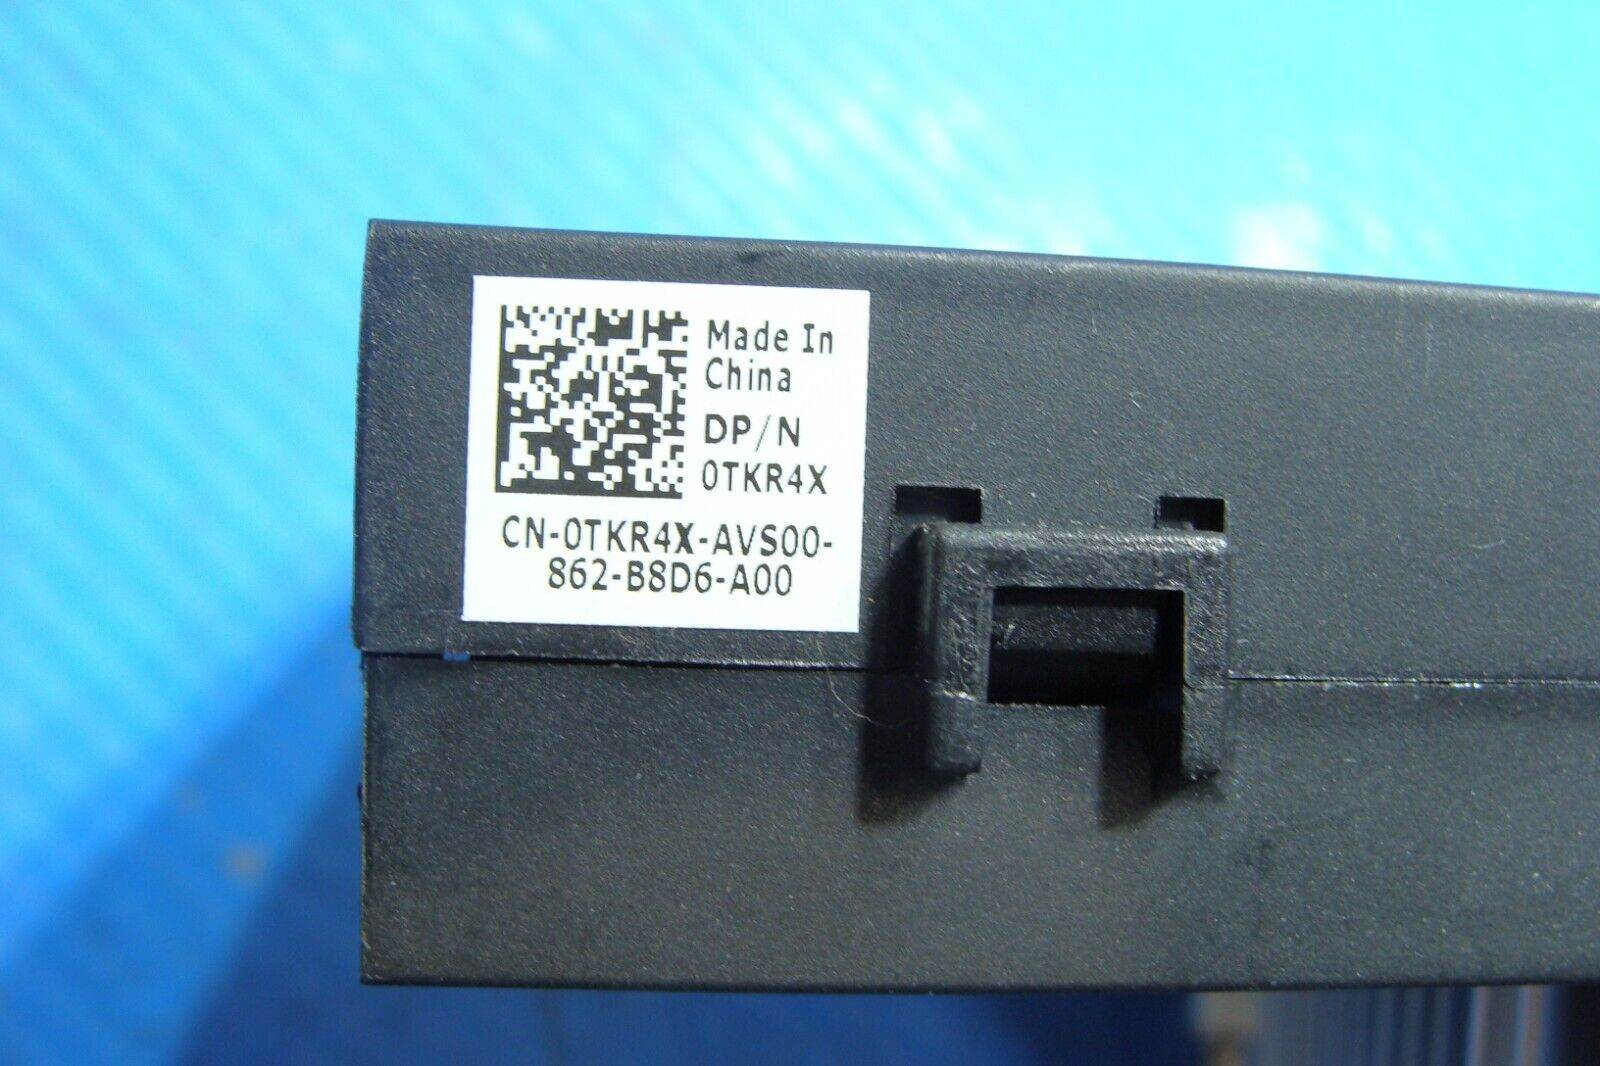 Made In
China
DP/N
0TKR4X
CN-0TKR4X-AVS00-
862-B8D6-A00